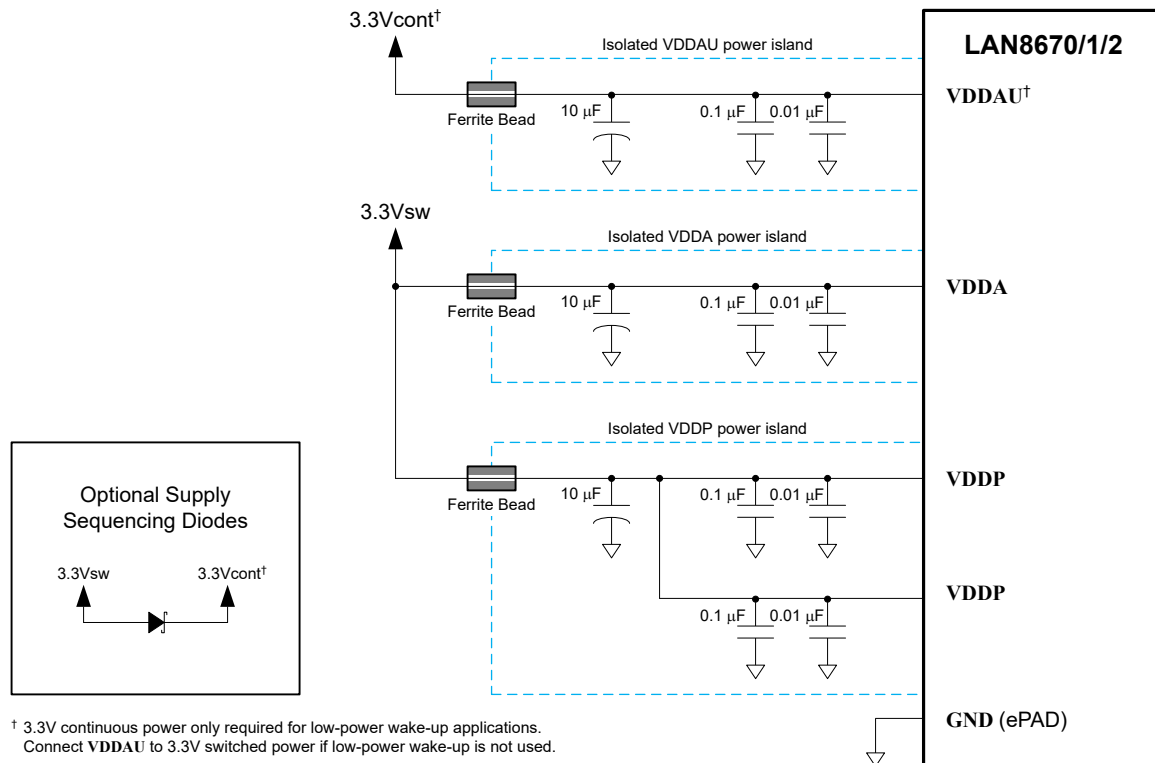 3.3Vcont†
Isolated VDDAU power island
LAN8670/1/2
VDDAU†
Ferrite Bead
10 µF
0.1 µF
0.01 µF
3.3Vsw
Isolated VDDA power island
VDDA
Ferrite Bead
10 µF
0.1 µF
0.01 µF
Isolated VDDP power island
VDDP
Ferrite Bead
10 µF
0.1 µF
0.01 µF
VDDP
0.1 µF
0.01 µF
GND (ePAD)
Optional Supply
Sequencing Diodes
3.3Vsw
3.3Vcont†
† 3.3V continuous power only required for low-power wake-up applications.
Connect VDDAU to 3.3V switched power if low-power wake-up is not used.